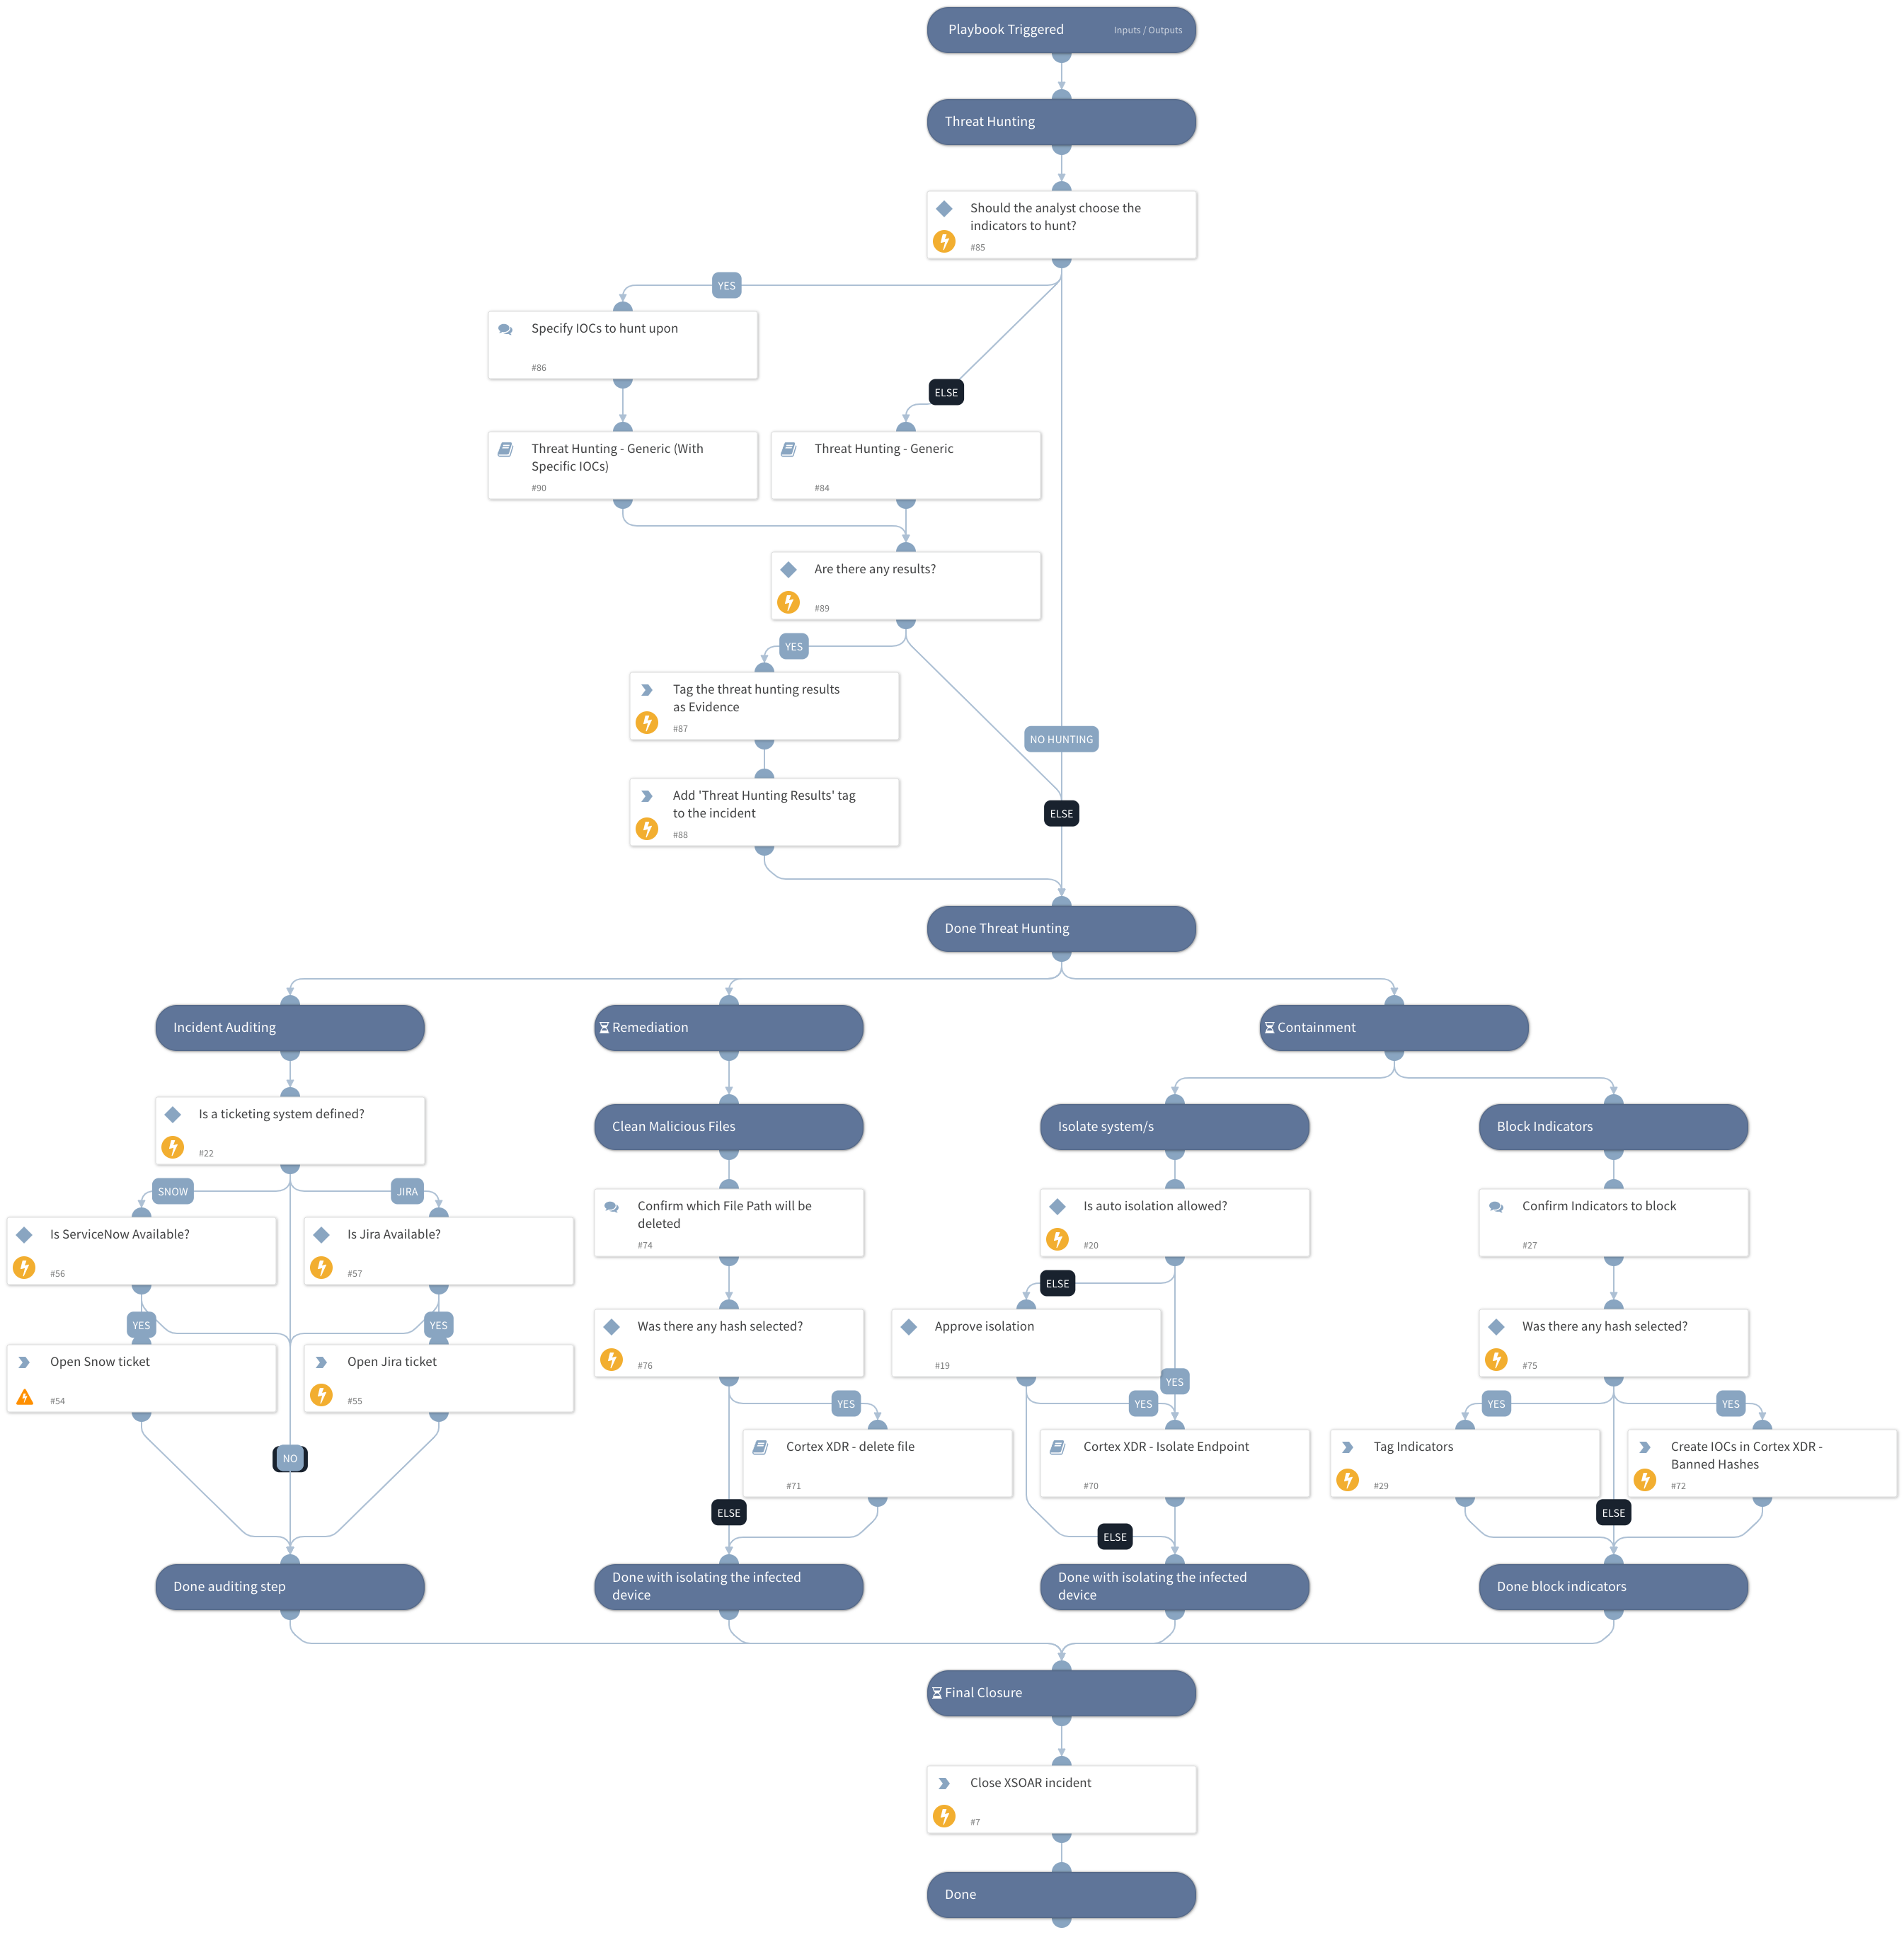 Playbook Triggered
Inputs / Outputs
Threat Hunting
Should the analyst choose the
indicators to hunt?
#85
YES
Specify IOCs to hunt upon
#86
ELSE
Threat Hunting - Generic (With
Specific IOCs)
#90
Threat Hunting - Generic
#84
Are there any results?
#89
YES
Tag the threat hunting results
as Evidence
#87
NO HUNTING
Add 'Threat Hunting Results' tag
to the incident
#88
ELSE
Done Threat Hunting
Incident Auditing
Remediation
Containment
Is a ticketing system defined?
#22
Clean Malicious Files
Isolate system/s
Block Indicators
SNOW
JIRA
Is ServiceNow Available?
#56
Is Jira Available?
#57
Confirm which File Path will be
deleted
#74
Is auto isolation allowed?
#20
Confirm Indicators to block
#27
ELSE
YES
YES
Was there any hash selected?
#76
Approve isolation
#19
Was there any hash selected?
#75
Open Snow ticket
#54
Open Jira ticket
#55
YES
YES
YES
YES
YES
NO
Cortex XDR - delete file
#71
Cortex XDR - Isolate Endpoint
#70
Tag Indicators
#29
Create IOCs in Cortex XDR -
Banned Hashes
#72
ELSE
ELSE
ELSE
Done auditing step
Done with isolating the infected
device
Done with isolating the infected
device
Done block indicators
Final Closure
Close XSOAR incident
#7
Done